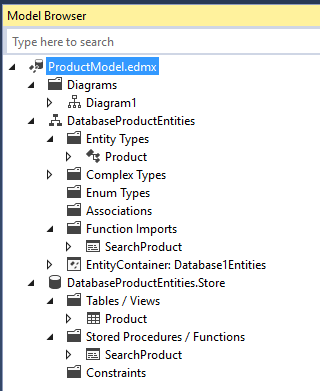 Model Browser
Type here to search
ProductModel.edmx
Diagrams
Diagram1
DatabaseProductEntities
Entity Types
Product
Complex Types
Enum Types
Associations
Function Imports
SearchProduct
EntityContainer: Database1Entities
DatabaseProductEntities.Store
Tables / Views
Product
Stored Procedures / Functions
SearchProduct
Constraints